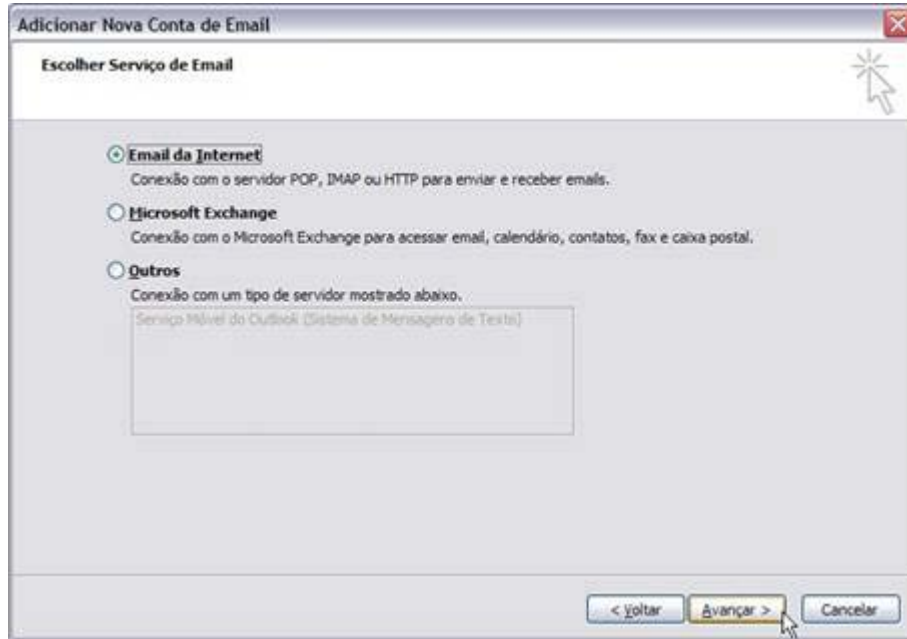 Adicionar Nova Conta de Email
Escolher Serviço de Email
Email da Internet
Conexão com o servidor POP, IMAP ou HTTP para enviar e receber emails.
Microsoft Exchange
Conexão com o Microsoft Exchange para acessar email, calendário, contatos, fax e caixa postal.
Outros
Conexão com um tipo de servidor mostrado abaixo.
Serviço Móvel do Outlook (Sistema de Mensagens de Texto)
< Voltar Avançar > Cancelar